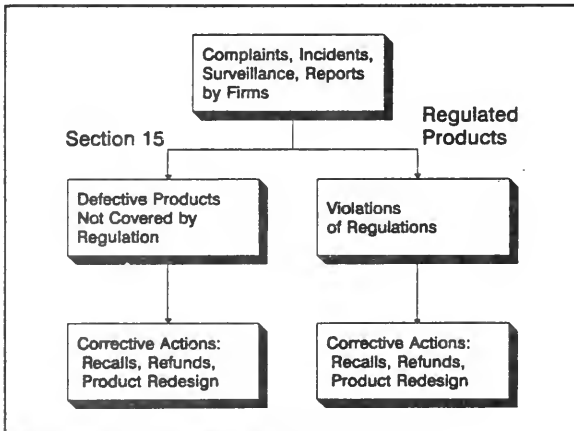 Complaints, Incidents,
Surveillance, Reports
by Firms
Section 15
Regulated
Products
Defective Products
Not Covered by
Regulation
Violations
of Regulations
Corrective Actions:
Recalls, Refunds,
Product Redesign
Corrective Actions:
Recalls, Refunds,
Product Redesign